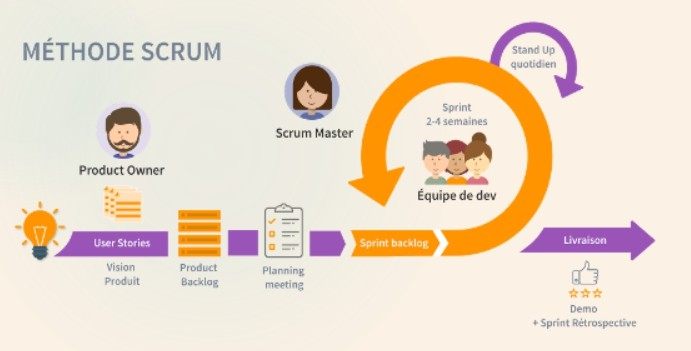 MÉTHODE SCRUM
Stand Up
quotidien
Sprint
2-4 semaines
Scrum Master
Product Owner
Équipe de dev
User Stories
Sprint backlog
Livraison
Vision
Produit
Product
Backlog
Planning
meeting
Demo
+ Sprint Rétrospective